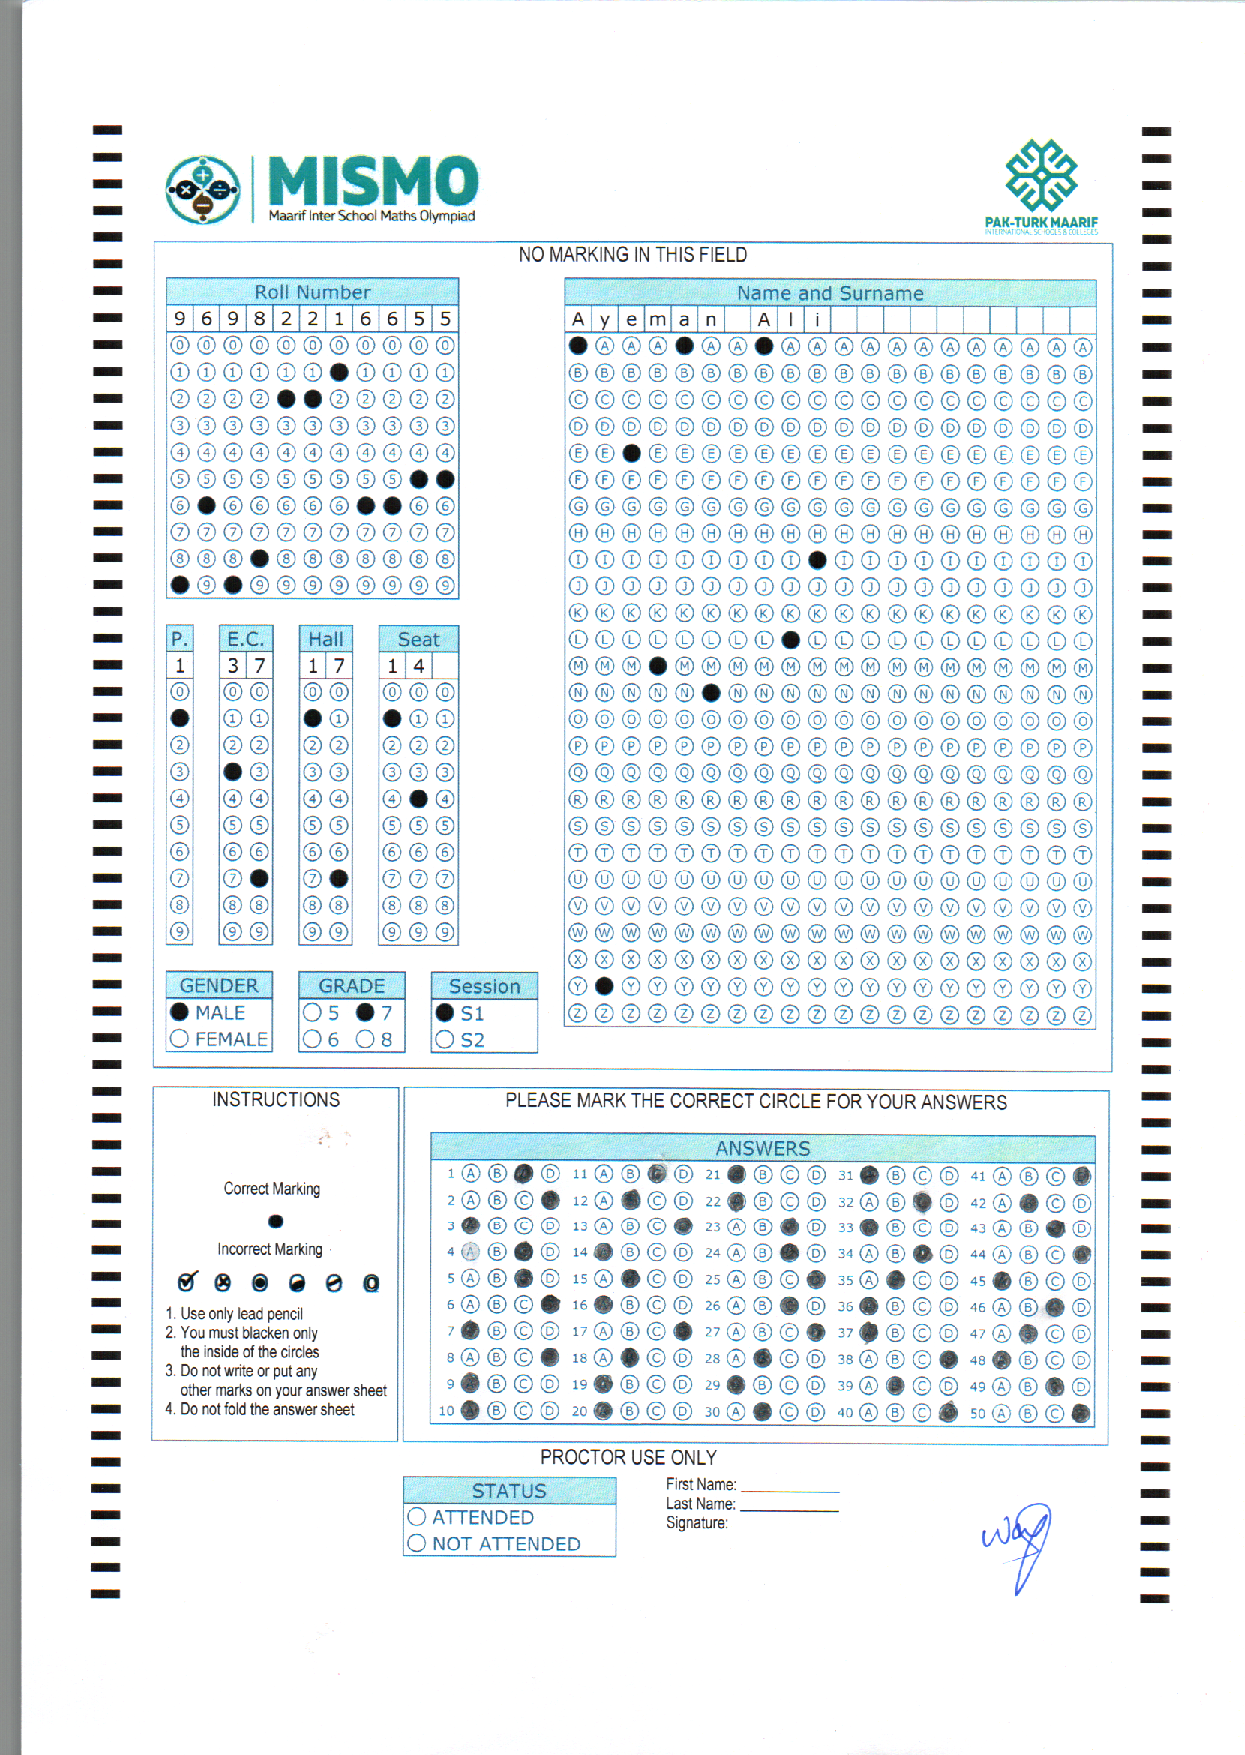 MISMO
Maarif Inter School Maths Olympiad
PAK-TURK MAARIF
INTERNATIONAL SCHOOLS & COLLEGES
NO MARKING IN THIS FIELD
Roll Number
9 6 9 8 2 2 1 6 6 5 5
Name and Surname
A y e m a n A l i
P. E.C. Hall Seat
1 3 7 1 7 1 4
GENDER
MALE
FEMALE
GRADE
5 7
6 8
Session
S1
S2
INSTRUCTIONS
Correct Marking
Incorrect Marking
1. Use only lead pencil
2. You must blacken only
the inside of the circles
3. Do not write or put any
other marks on your answer sheet
4. Do not fold the answer sheet
PLEASE MARK THE CORRECT CIRCLE FOR YOUR ANSWERS
ANSWERS
PROCTOR USE ONLY
STATUS
ATTENDED
NOT ATTENDED
First Name:
Last Name:
Signature: